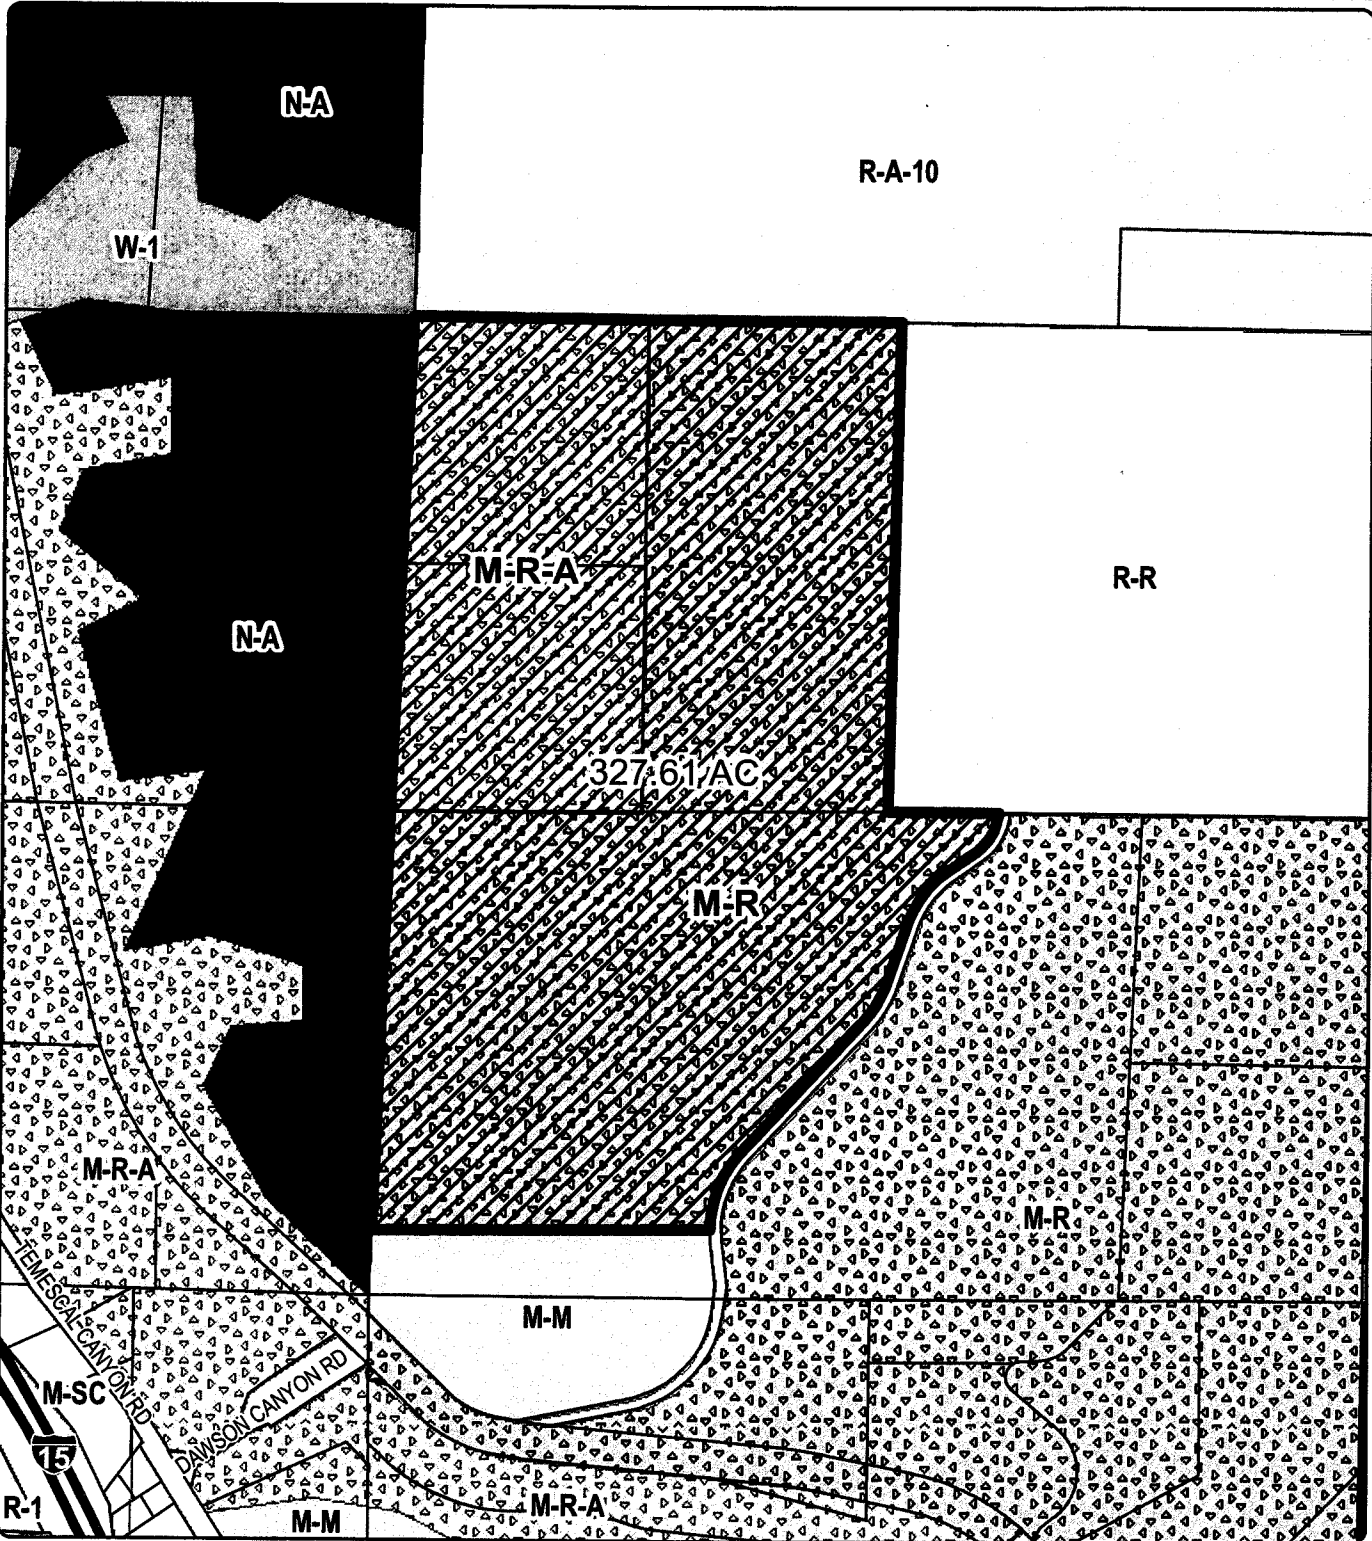 N-A
R-A-10
W-1
M-R-A
R-R
N-A
327.61 AC
M-R
M-R-A
M-R
TEMESCAL CANYON RD
M-M
DAWSON CANYON RD
M-SC
15
R-1
M-M
M-R-A